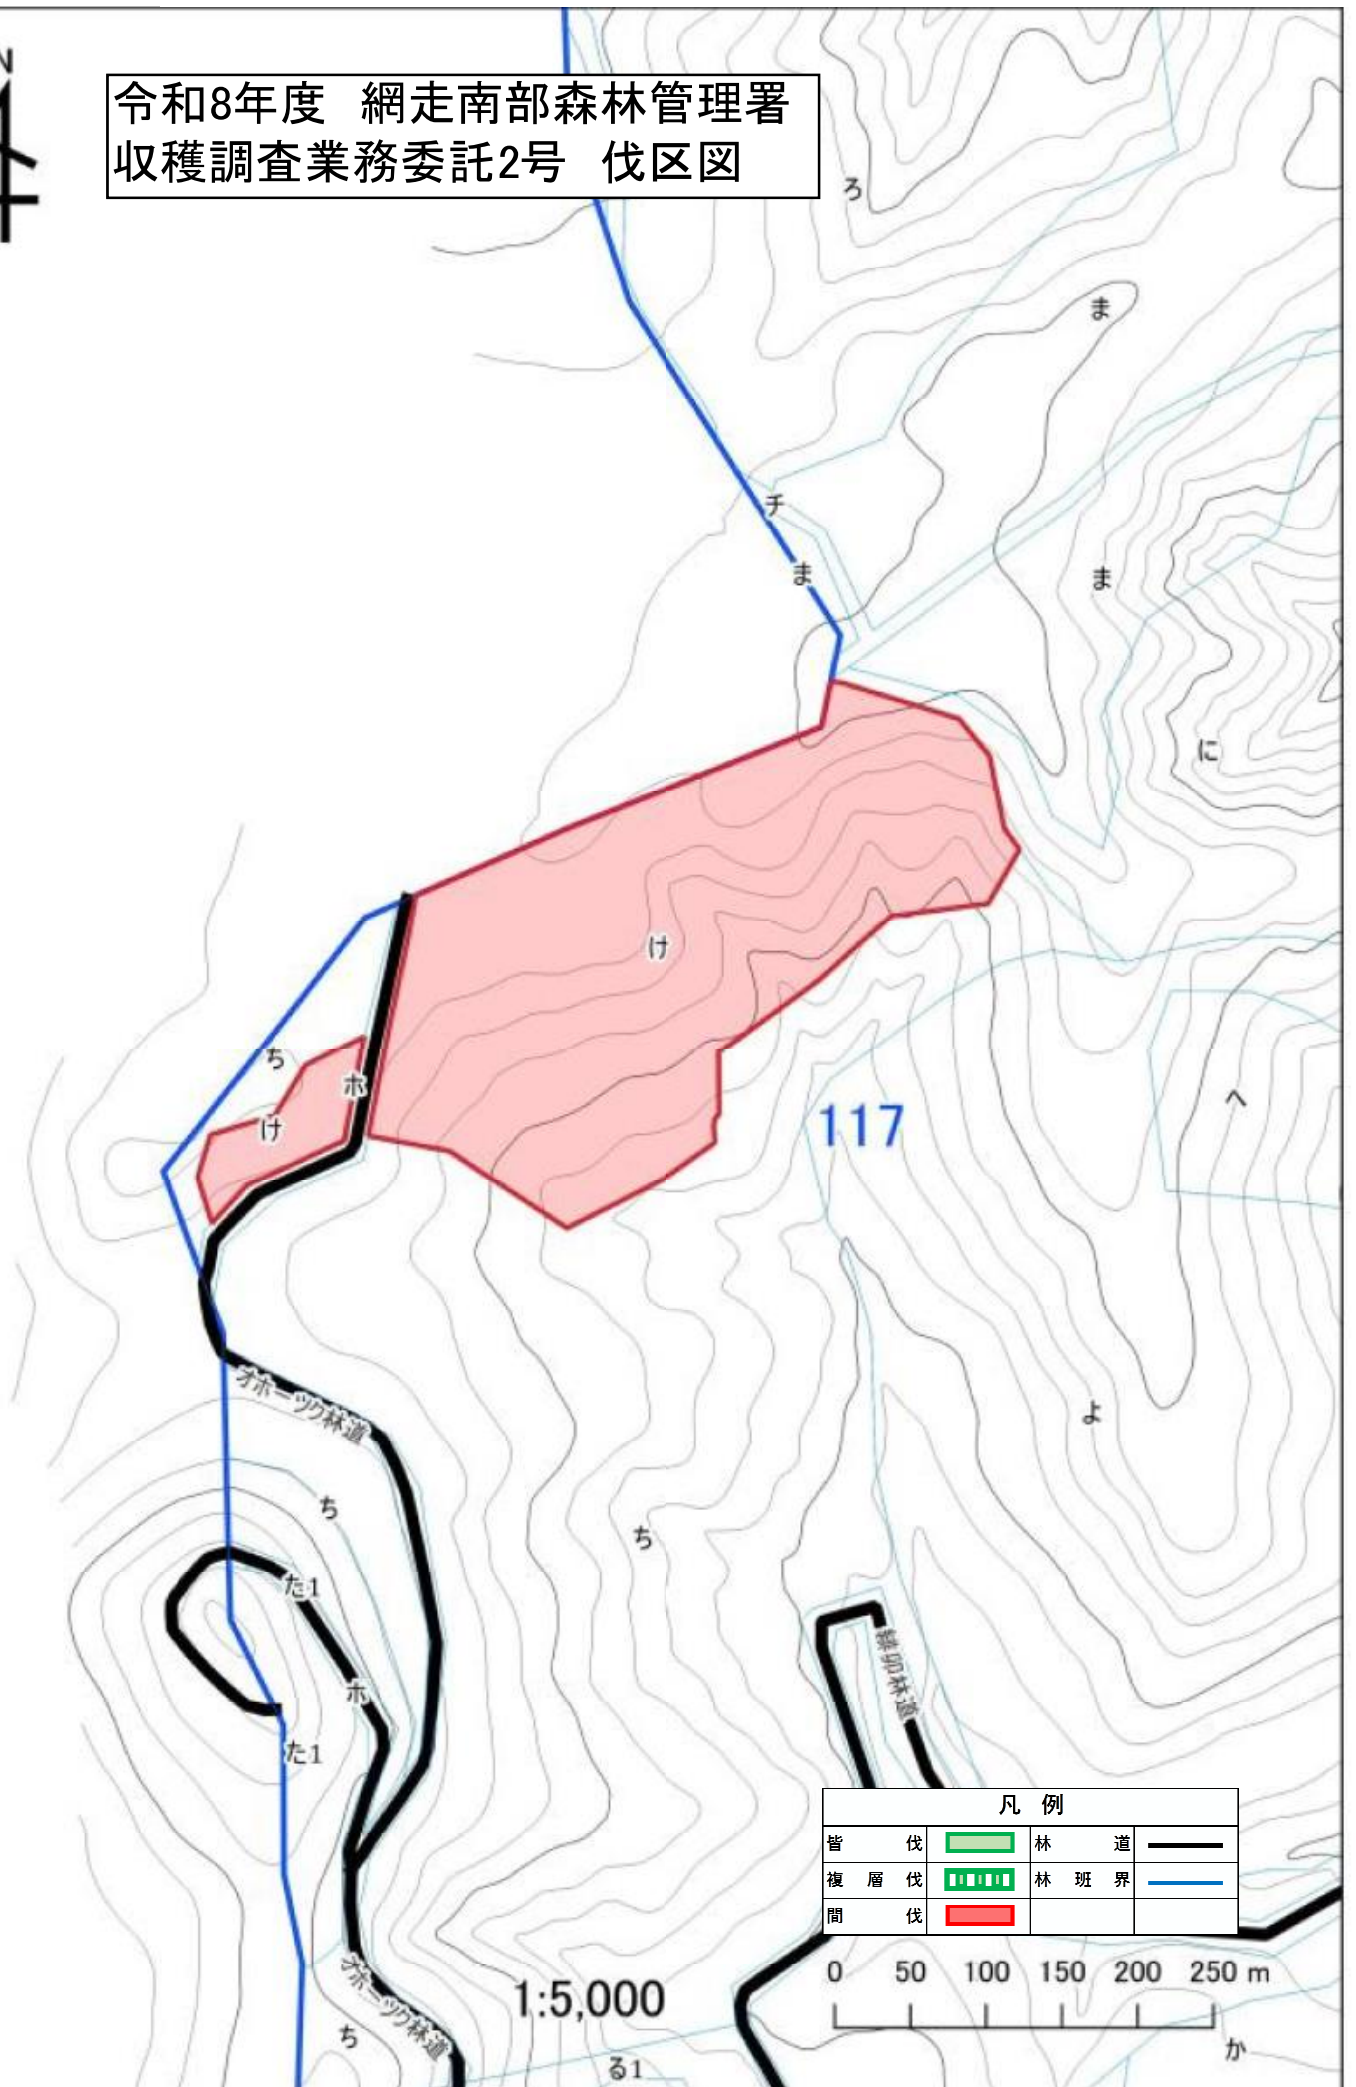 N
令和8年度　網走南部森林管理署
収穫調査業務委託2号　伐区図
ろ
ま
チ
ま
ま
に
け
ち
ホ
け
117
へ
オホーツク林道
よ
ち
ち
た1
緋卯林道
ホ
た1
凡　例
皆　伐　林　道
複　層　伐　林　班　界
間　伐
オホーツク林道
1:5,000
0　50　100　150　200　250 m
ち
か
る1